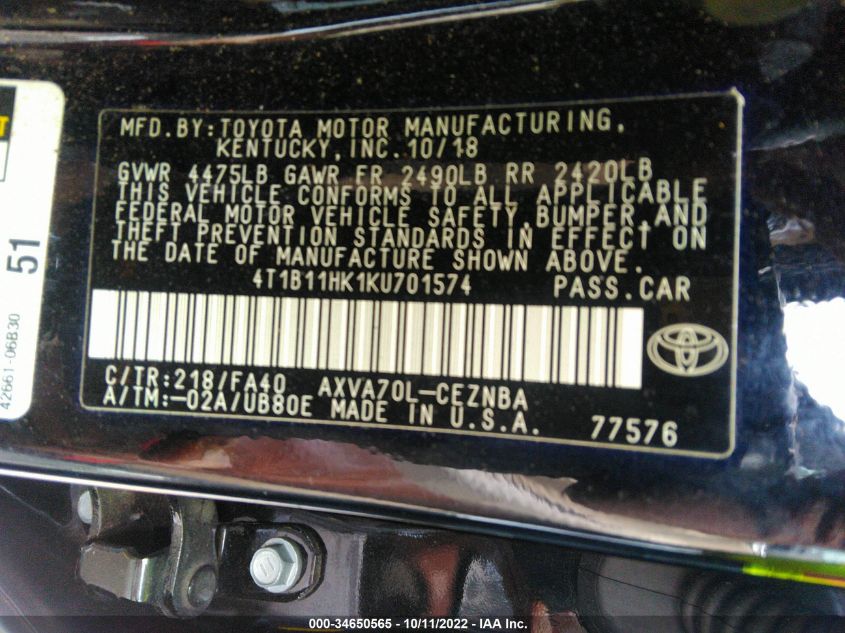 MFD.BY:TOYOTA MOTOR MANUFACTURING,
KENTUCKY, INC. 10/18
GVWR 4475LB GAWR FR 2490LB RR 2420LB
THIS VEHICLE CONFORMS TO ALL APPLICABLE
FEDERAL MOTOR VEHICLE SAFETY, BUMPER, AND
THEFT PREVENTION STANDARDS IN EFFECT ON
THE DATE OF MANUFACTURE SHOWN ABOVE.
4T1B11HK1KU701574 PASS.CAR
C/TR:218/FA40 AXVA70L-CEZNBA
A/TM:-02A/UB80E MADE IN U.S.A. 77576
51
42661-06B30
000-34650565 - 10/11/2022 - IAA Inc.